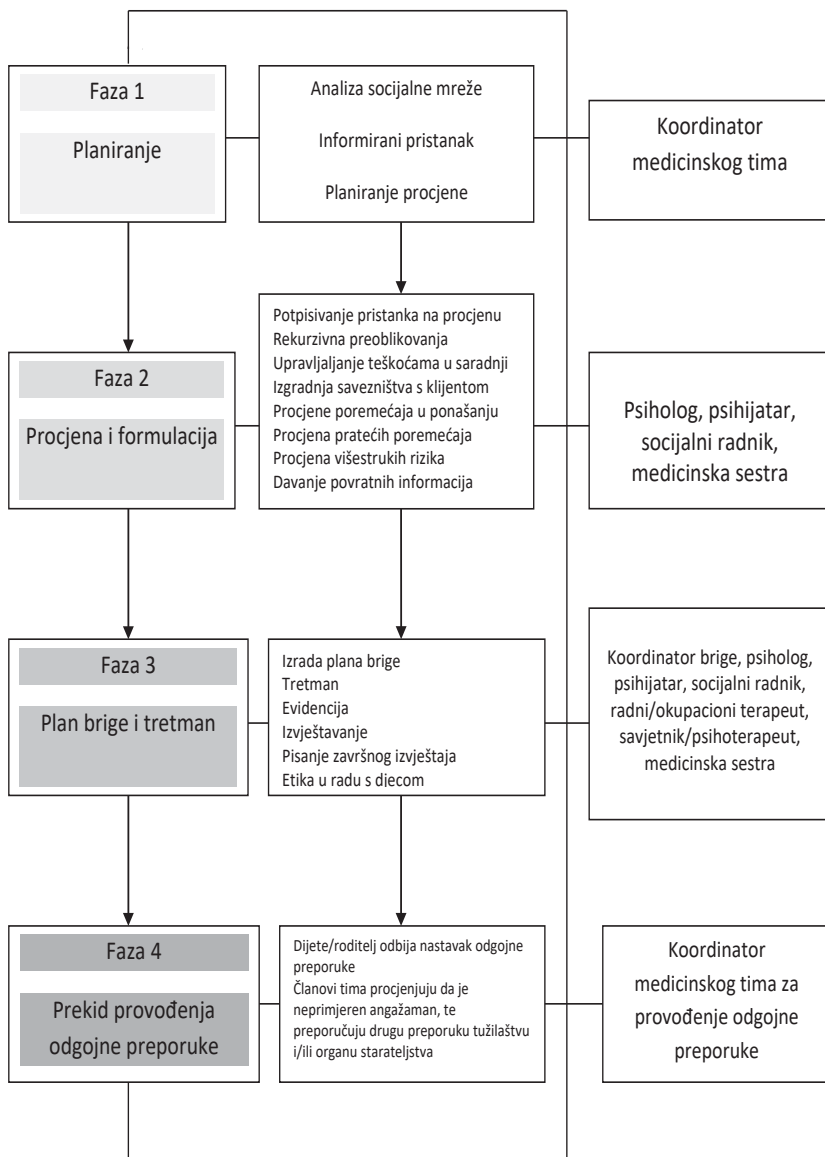 Faza 1
Planiranje
Analiza socijalne mreže
Informirani pristanak
Planiranje procjene
Koordinator
medicinskog tima
Faza 2
Procjena i formulacija
Potpisivanje pristanka na procjenu
Rekurzivna preoblikovanja
Upravljaljanje teškoćama u saradnji
Izgradnja savezništva s klijentom
Procjene poremećaja u ponašanju
Procjena pratećih poremećaja
Procjena višestrukih rizika
Davanje povratnih informacija
Psiholog, psihijatar,
socijalni radnik,
medicinska sestra
Faza 3
Plan brige i tretman
Izrada plana brige
Tretman
Evidencija
Izvještavanje
Pisanje završnog izvještaja
Etika u radu s djecom
Koordinator brige, psiholog,
psihijatar, socijalni radnik,
radni/okupacioni terapeut,
savjetnik/psihoterapeut,
medicinska sestra
Faza 4
Prekid provođenja
odgojne preporuke
Dijete/roditelj odbija nastavak odgojne
preporuke
Članovi tima procjenjuju da je
neprimjeren angažaman, te
preporučuju drugu preporuku tužilaštvu
i/ili organu starateljstva
Koordinator
medicinskog tima za
provođenje odgojne
preporuke